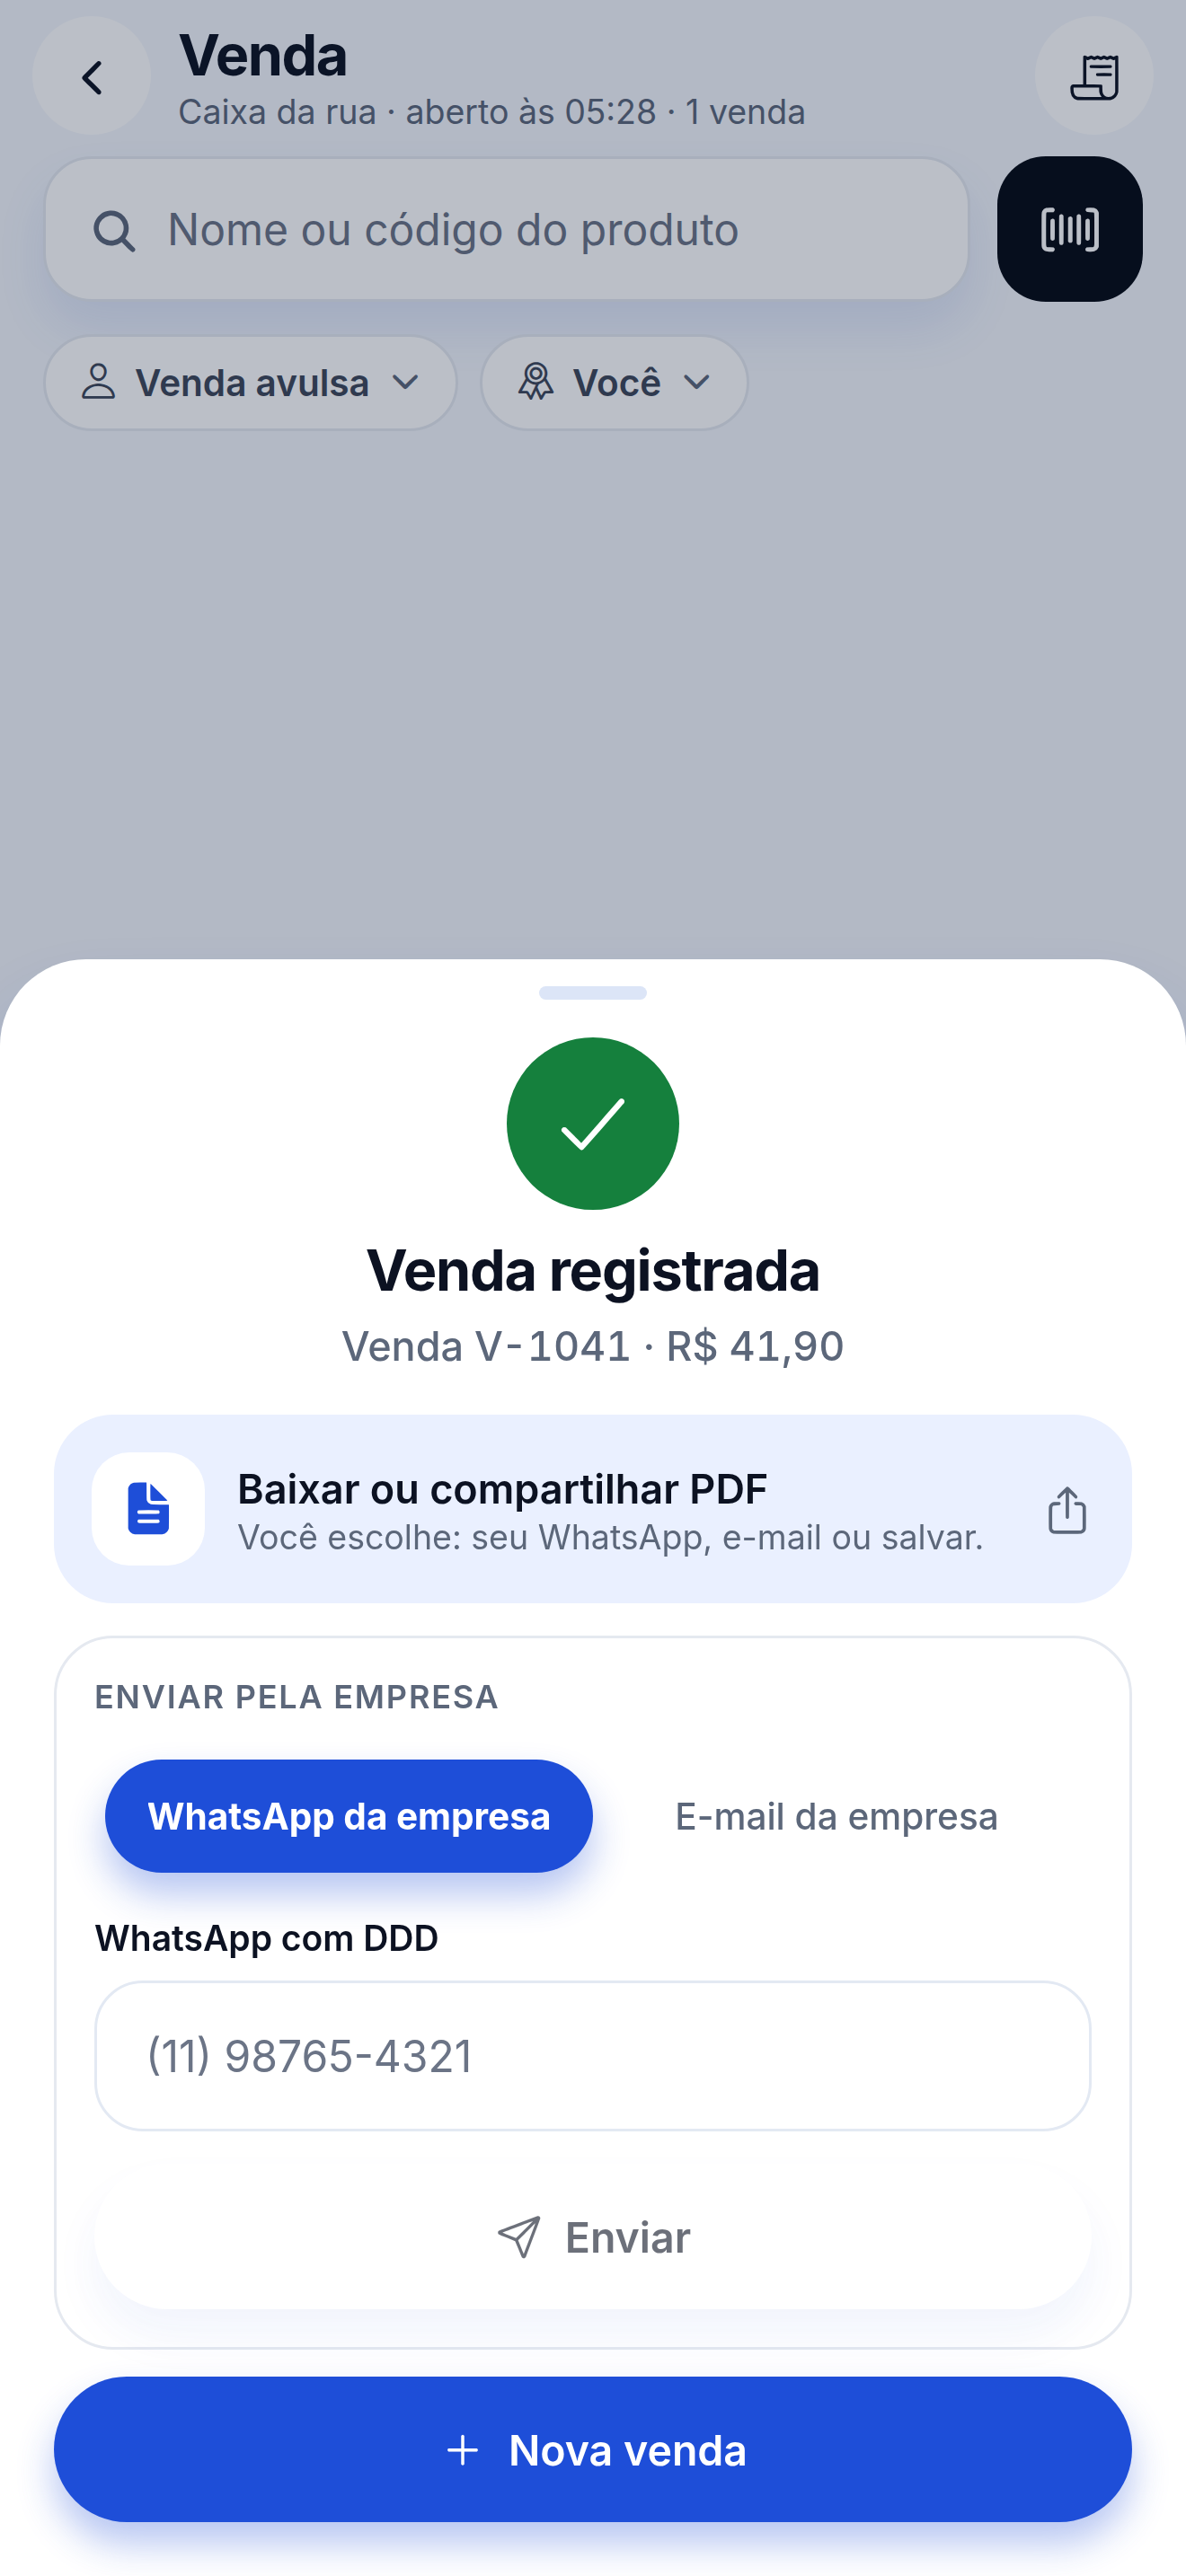 Venda
Caixa da rua · aberto às 05:28 · 1 venda
Nome ou código do produto
Venda avulsa
Você
Venda registrada
Venda V-1041 · R$ 41,90
Baixar ou compartilhar PDF
Você escolhe: seu WhatsApp, e-mail ou salvar.
ENVIAR PELA EMPRESA
WhatsApp da empresa
E-mail da empresa
WhatsApp com DDD
(11) 98765-4321
Enviar
Nova venda